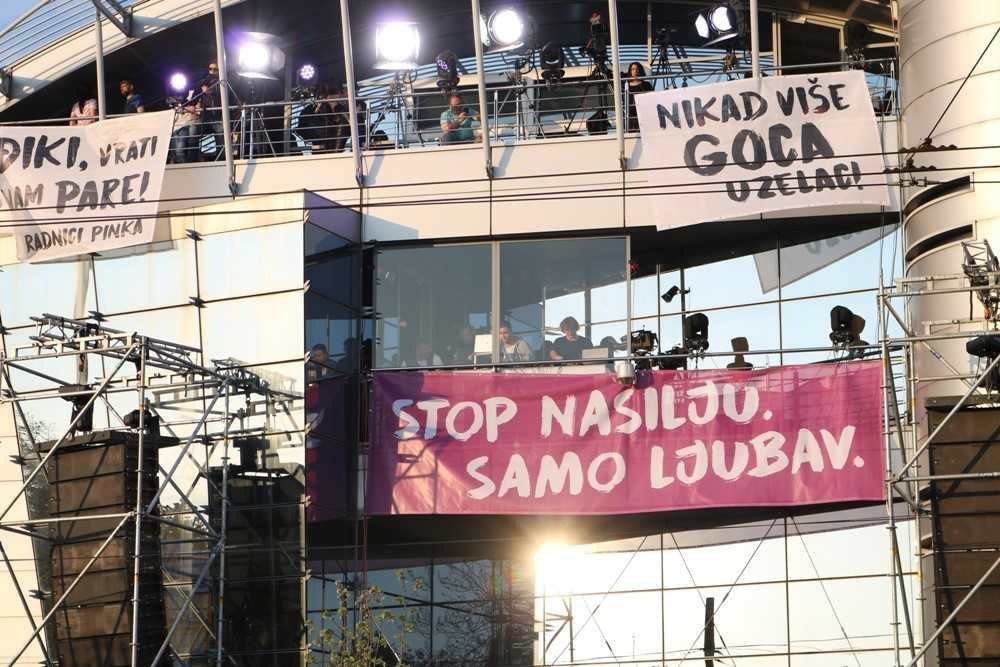 DIKI, VRATI
VAM PARE!
RADNICI PINKA
NIKAD VIŠE
GOCA
UZELAC!
STOP NASILJU.
SAMO LJUBAV.